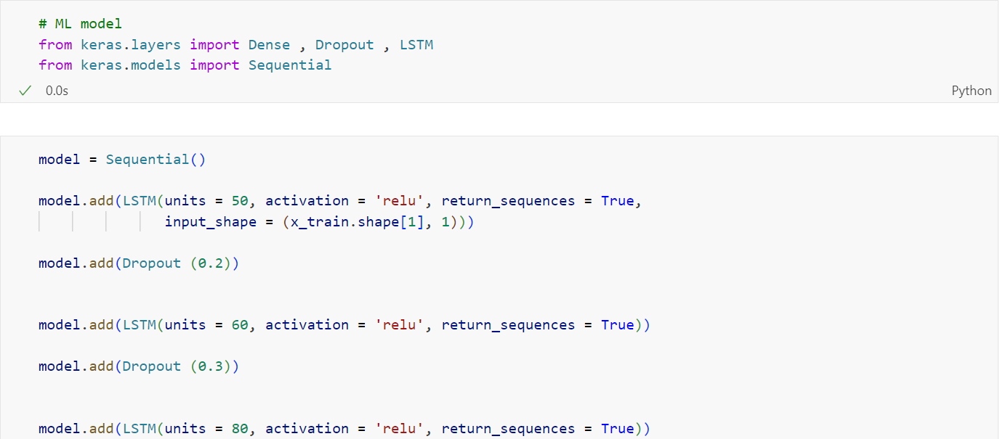 # ML model
from keras.layers import Dense , Dropout , LSTM
from keras.models import Sequential
0.0s
Python
model = Sequential()
model.add(LSTM(units = 50, activation = 'relu', return_sequences = True,
input_shape = (x_train.shape[1], 1)))
model.add(Dropout (0.2))
model.add(LSTM(units = 60, activation = 'relu', return_sequences = True))
model.add(Dropout (0.3))
model.add(LSTM(units = 80, activation = 'relu', return_sequences = True))